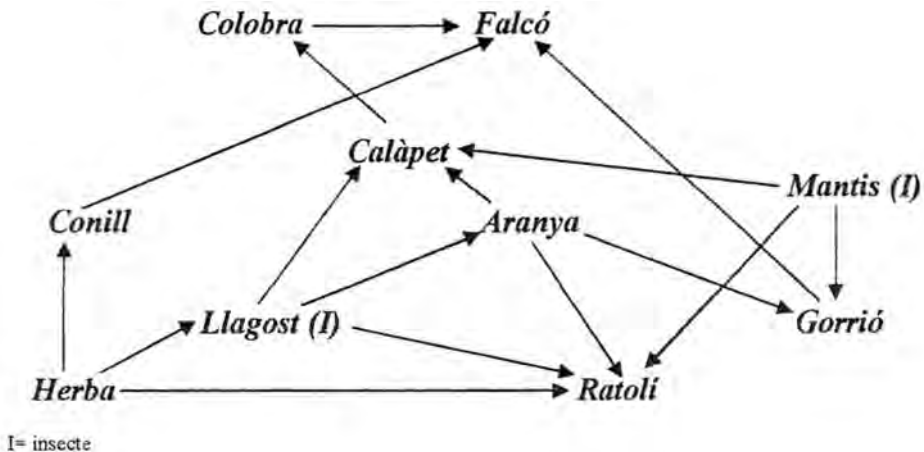 Colobra Falcó
Calàpet
Mantis (I)
Conill Aranya
Llagost (I) Gorrió
Herba Ratolí
I= insecte